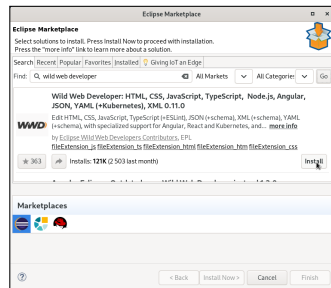 Eclipse Marketplace
Eclipse Marketplace
Select solutions to install. Press Install Now to proceed with installation.
Press the "more info" link to learn more about a solution.
Search Recent Popular Favorites Installed Giving IoT an Edge
Find: wild web developer All Markets All Categories Go
Wild Web Developer: HTML, CSS, JavaScript, TypeScript, Node.js, Angular,
JSON, YAML (+Kubernetes), XML 0.11.0
Edit HTML, CSS, JavaScript, TypeScript (+ESLint), JSON (+schema), XML (+schema), YAML
(+schema), with specialized support for Angular, React and Kubernetes, and... more info
by Eclipse Wild Web Developers Contributors, EPL
fileExtension_js fileExtension_ts fileExtension_html fileExtension_htm fileExtension_css
WWD
363 Installs: 121K (2 503 last month) Install
Marketplaces
? < Back Install Now > Cancel Finish